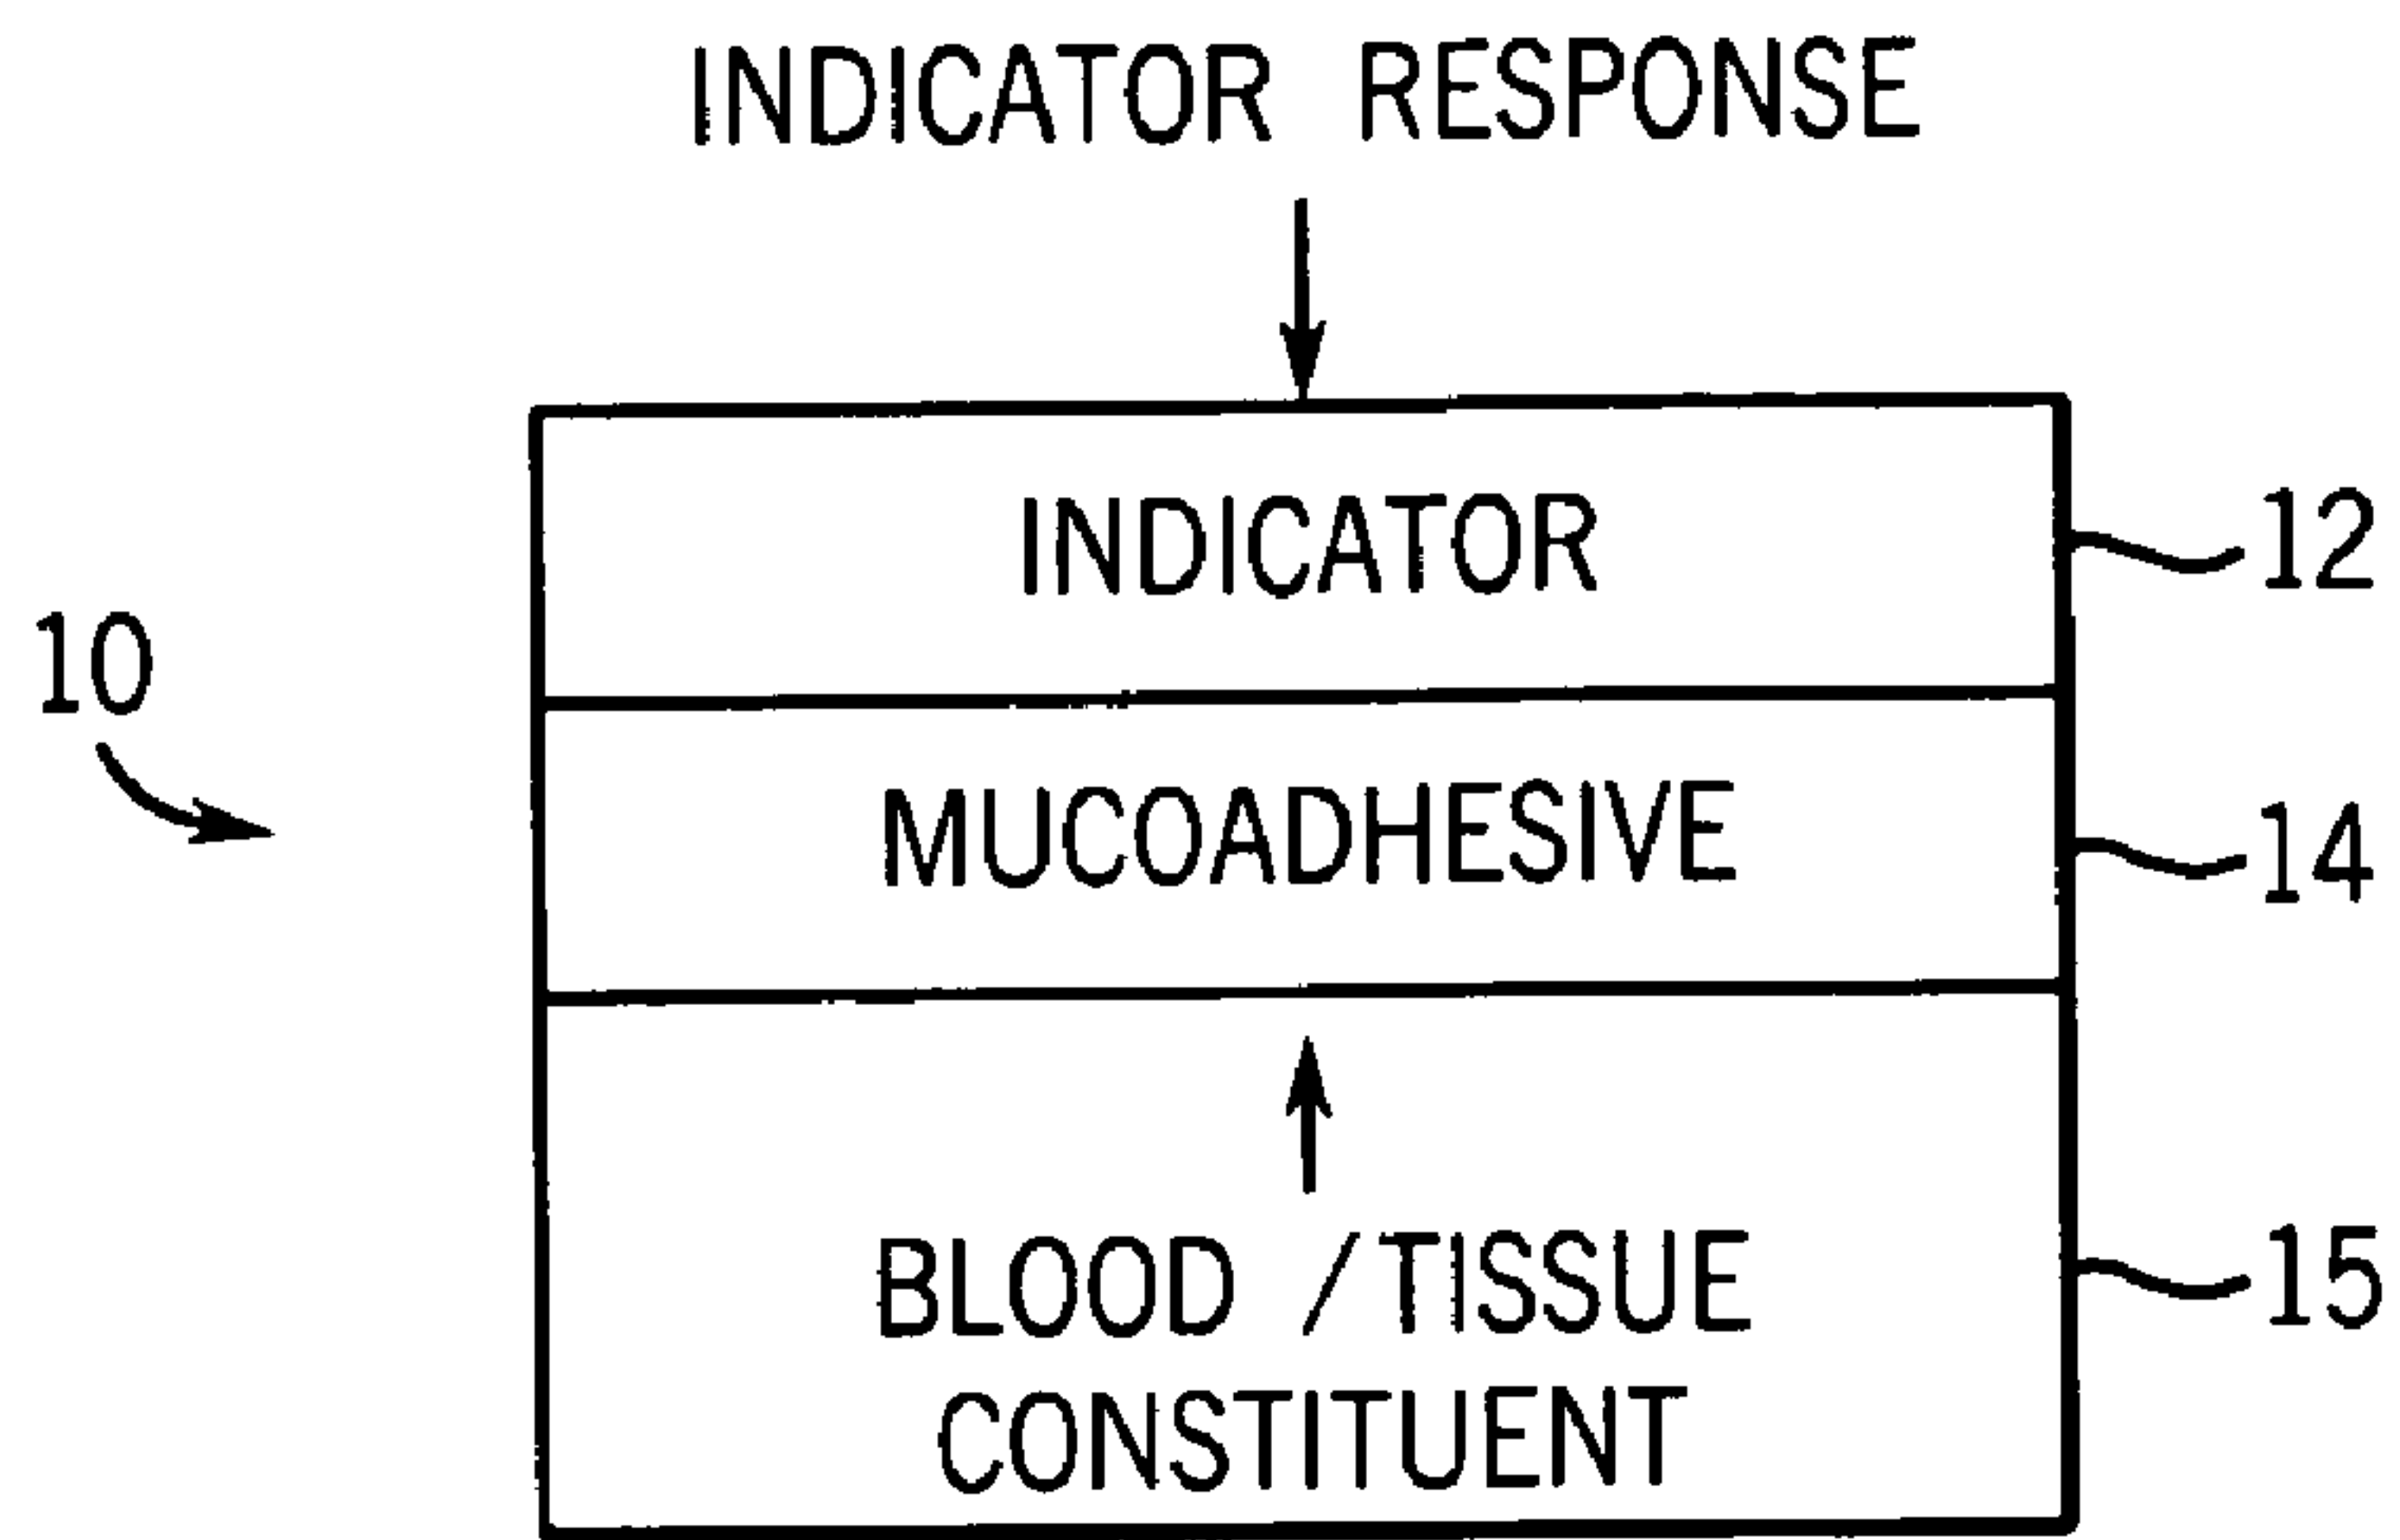 INDICATOR RESPONSE
INDICATOR
12
10
MUCOADHESIVE
14
BLOOD /TISSUE
15
CONSTITUENT